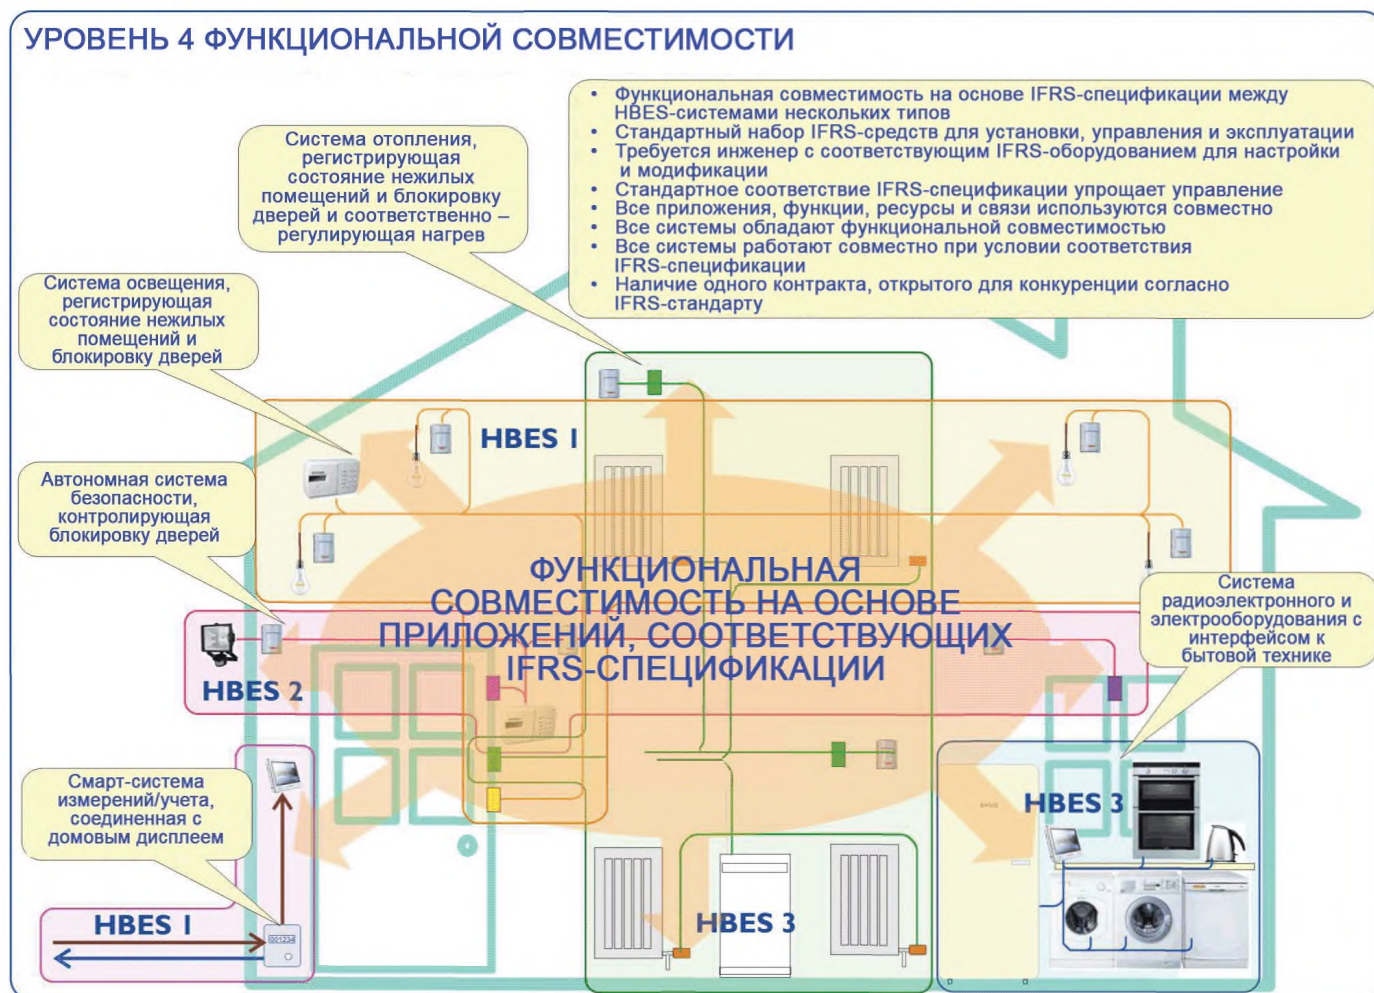 УРОВЕНЬ 4 ФУНКЦИОНАЛЬНОЙ СОВМЕСТИМОСТИ
• Функциональная совместимость на основе IFRS-спецификации между
HBES-системами нескольких типов
• Стандартный набор IFRS-средств для установки, управления и эксплуатации
• Требуется инженер с соответствующим IFRS-оборудованием для настройки
и модификации
• Стандартное соответствие IFRS-спецификации упрощает управление
• Все приложения, функции, ресурсы и связи используются совместно
• Все системы обладают функциональной совместимостью
• Все системы работают совместно при условии соответствия
IFRS-спецификации
• Наличие одного контракта, открытого для конкуренции согласно
IFRS-стандарту
Система отопления,
регистрирующая
состояние нежилых
помещений и блокировку
дверей и соответственно –
регулирующая нагрев
Система освещения,
регистрирующая
состояние нежилых
помещений и
блокировку дверей
HBES 1
Автономная система
безопасности,
контролирующая
блокировку дверей
ФУНКЦИОНАЛЬНАЯ
СОВМЕСТИМОСТЬ НА ОСНОВЕ
ПРИЛОЖЕНИЙ, СООТВЕТСТВУЮЩИХ
IFRS-СПЕЦИФИКАЦИИ
Система
радиоэлектронного и
электрооборудования с
интерфейсом к
бытовой технике
HBES 2
Смарт-система
измерений/учета,
соединенная с
домовым дисплеем
HBES 3
HBES 1
001234
HBES 3